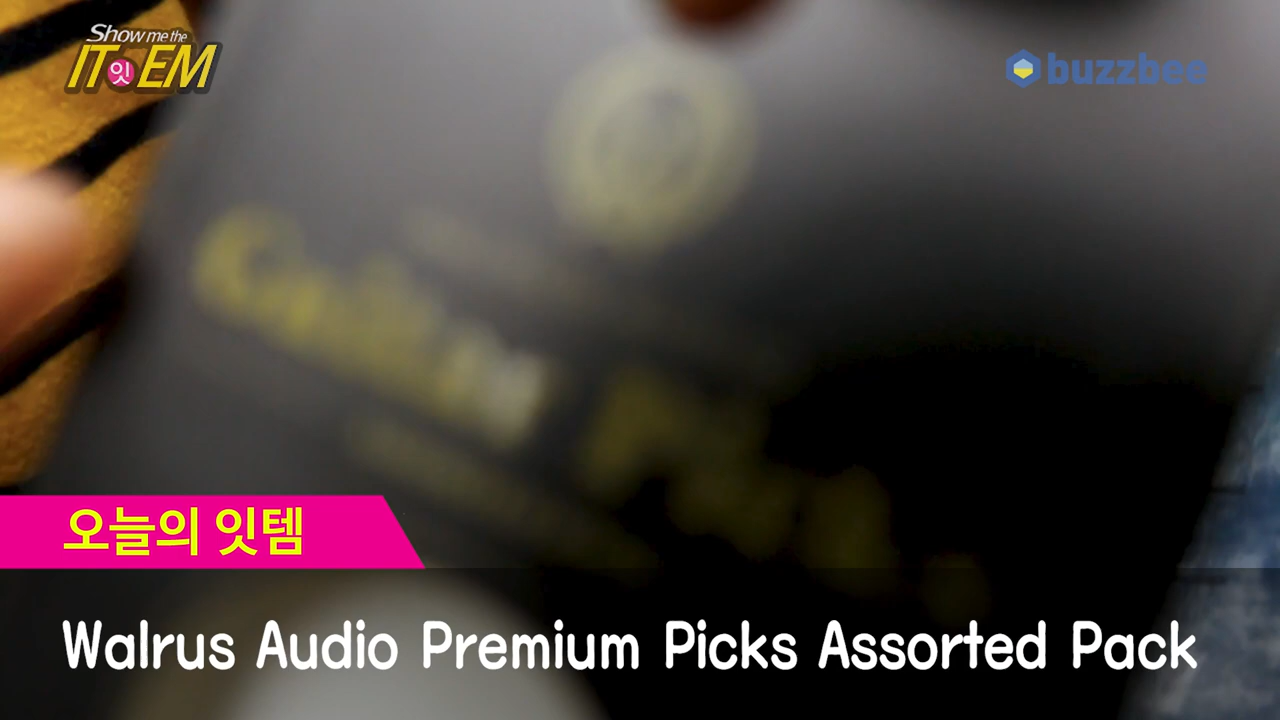 Show me the
IT잇EM
buzzbee
오늘의 잇템
Walrus Audio Premium Picks Assorted Pack